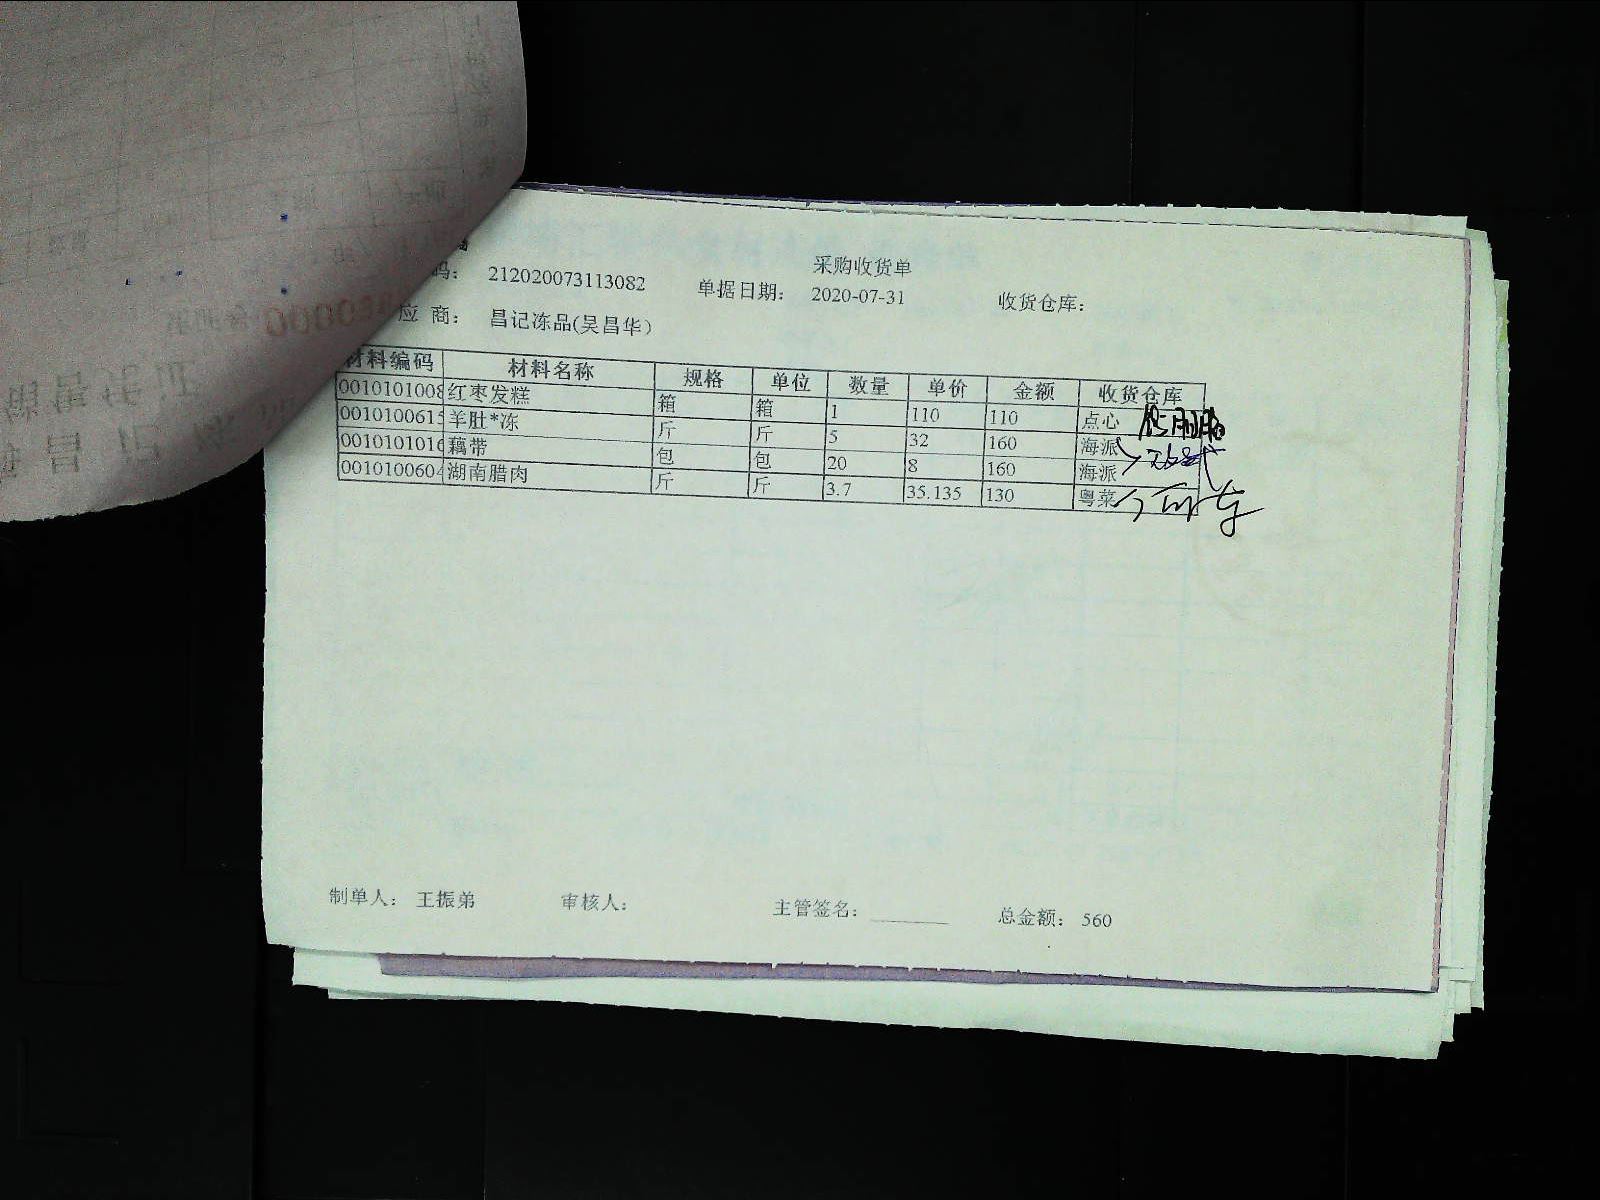 采购收货单
码： 212020073113082 单据日期： 2020-07-31 收货仓库：
应 商： 昌记冻品(吴昌华)
材料编码 材料名称 规格 单位 数量 单价 金额 收货仓库
0010101008 红枣发糕 箱 箱 1 110 110 点心
0010100615 羊肚*冻 斤 斤 5 32 160 海派
0010101016 藕带 包 包 20 8 160 海派
0010100604 湖南腊肉 斤 斤 3.7 35.135 130 粤菜
制单人： 王振弟 审核人： 主管签名： 总金额： 560